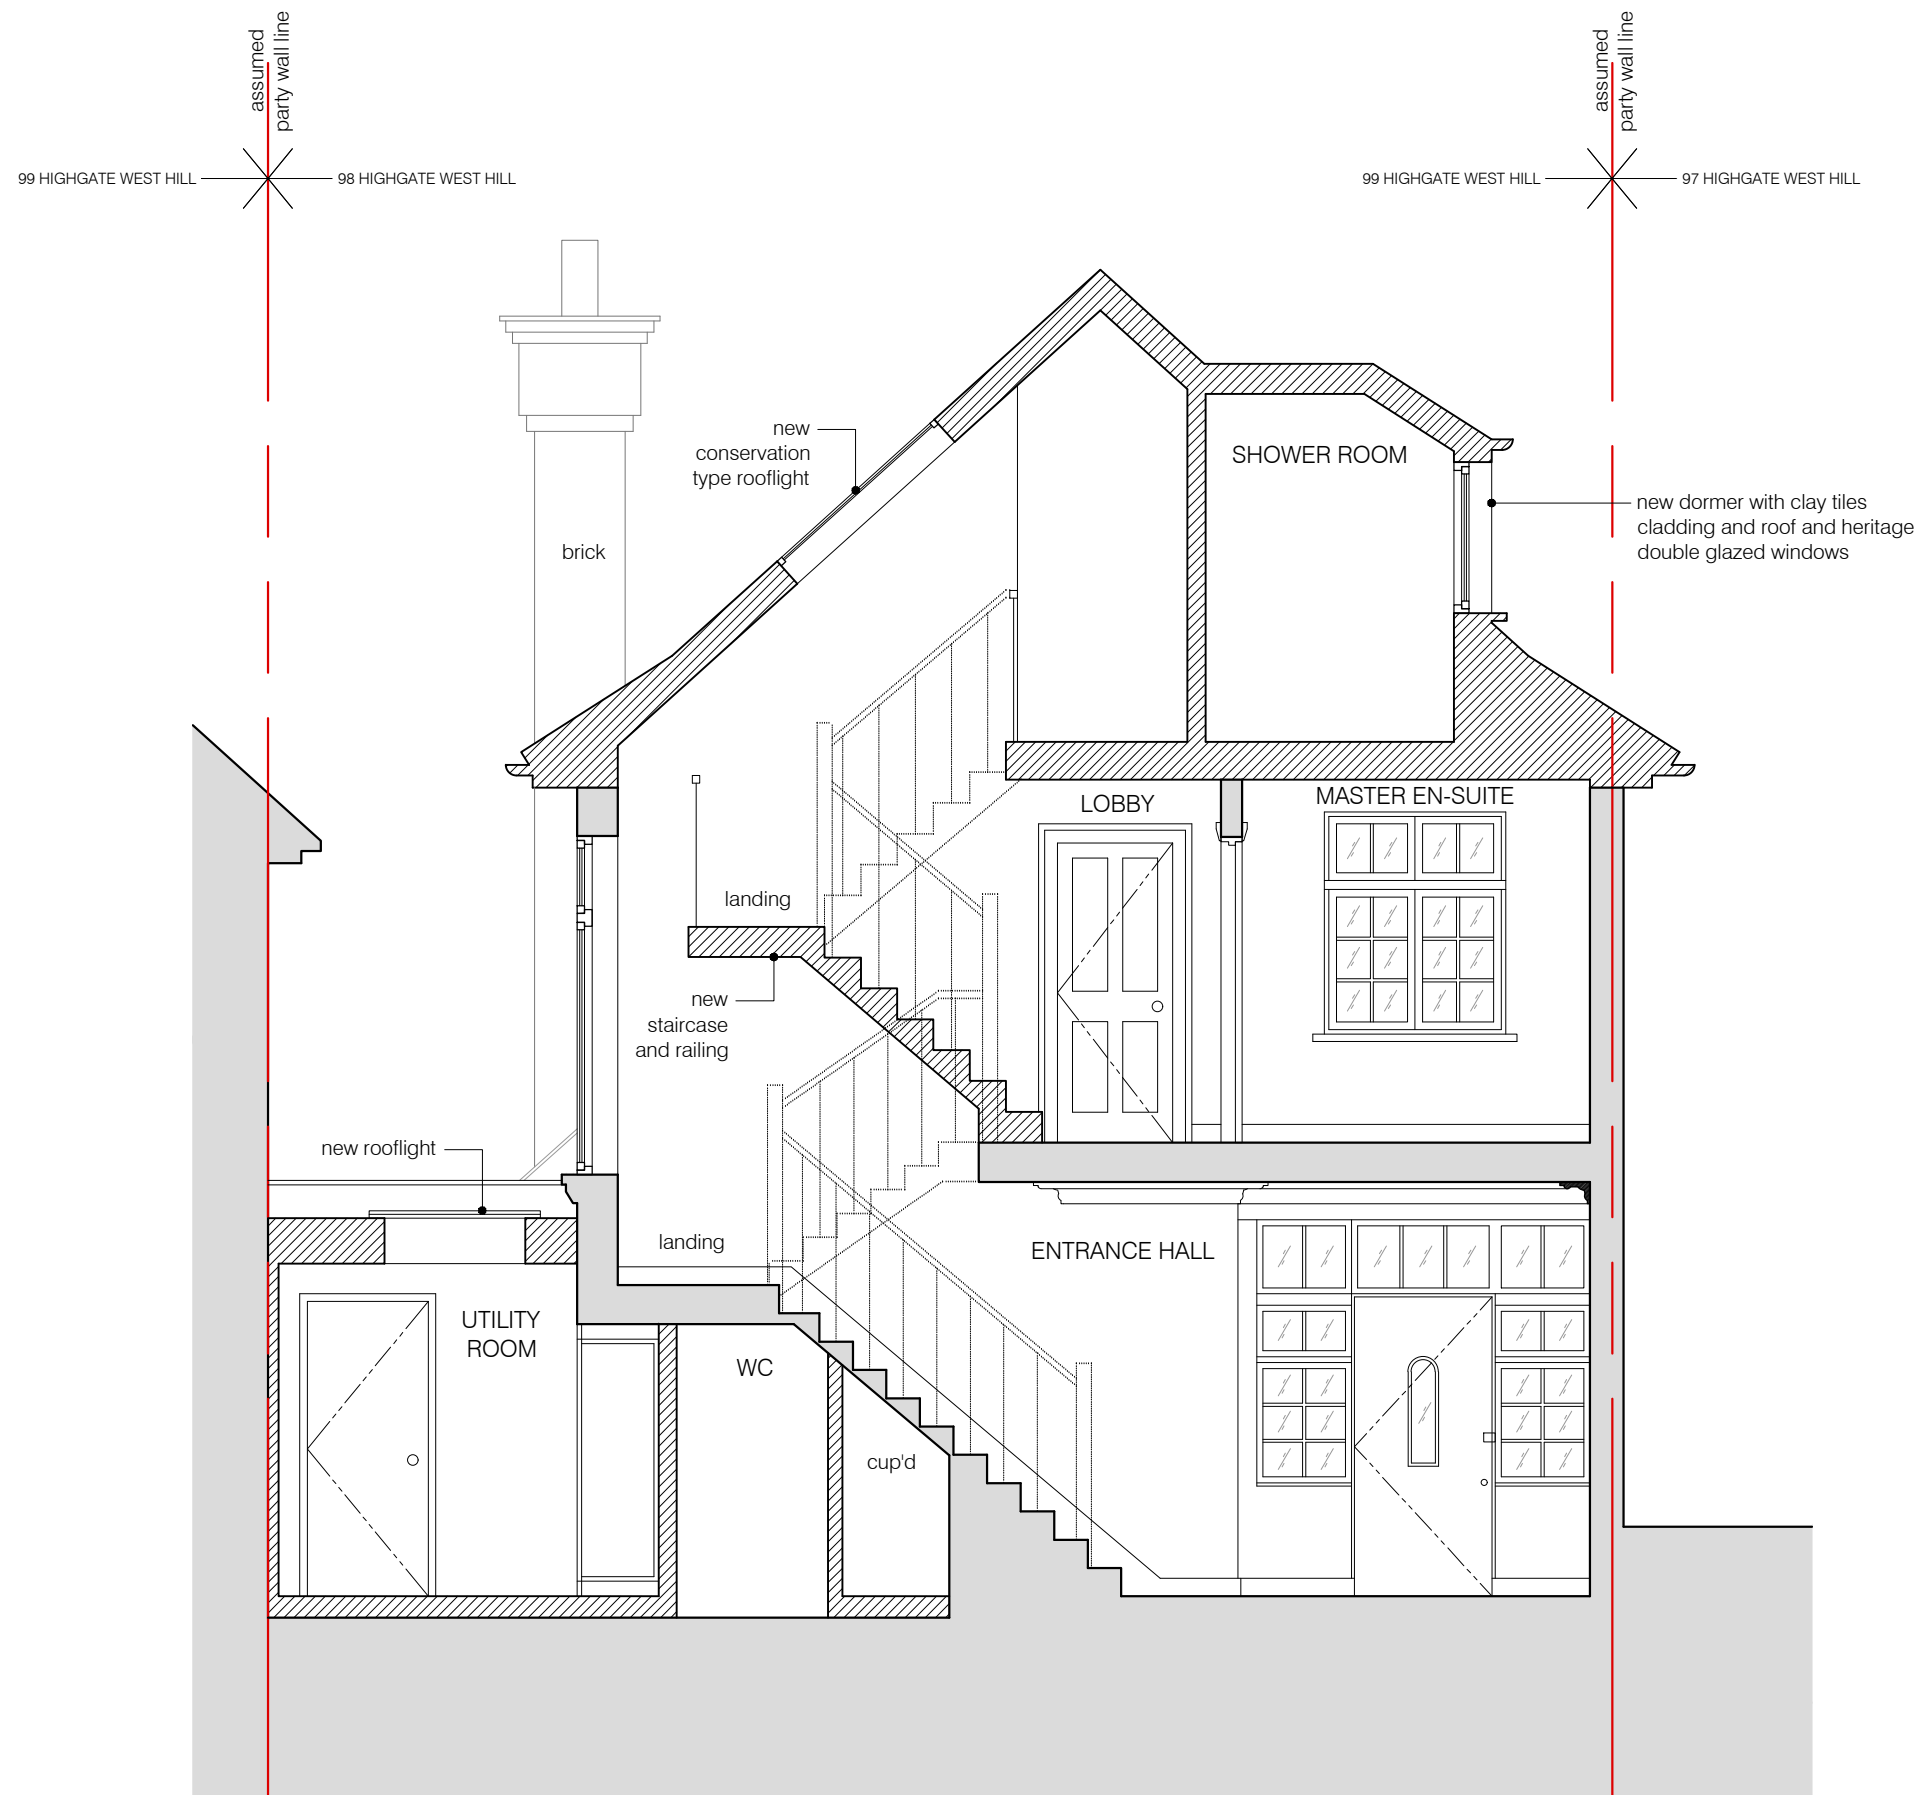 assumed
party wall line
assumed
party wall line
99 HIGHGATE WEST HILL
98 HIGHGATE WEST HILL
99 HIGHGATE WEST HILL
97 HIGHGATE WEST HILL
new
conservation
type rooflight
SHOWER ROOM
new dormer with clay tiles
cladding and roof and heritage
double glazed windows
brick
LOBBY
MASTER EN-SUITE
landing
new
staircase
and railing
new rooflight
landing
ENTRANCE HALL
UTILITY
ROOM
WC
cup'd